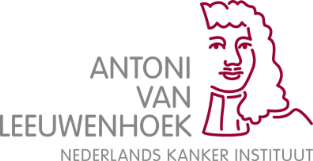 ANTONI
VAN
LEEUWENHOEK
NEDERLANDS KANKER INSTITUUT